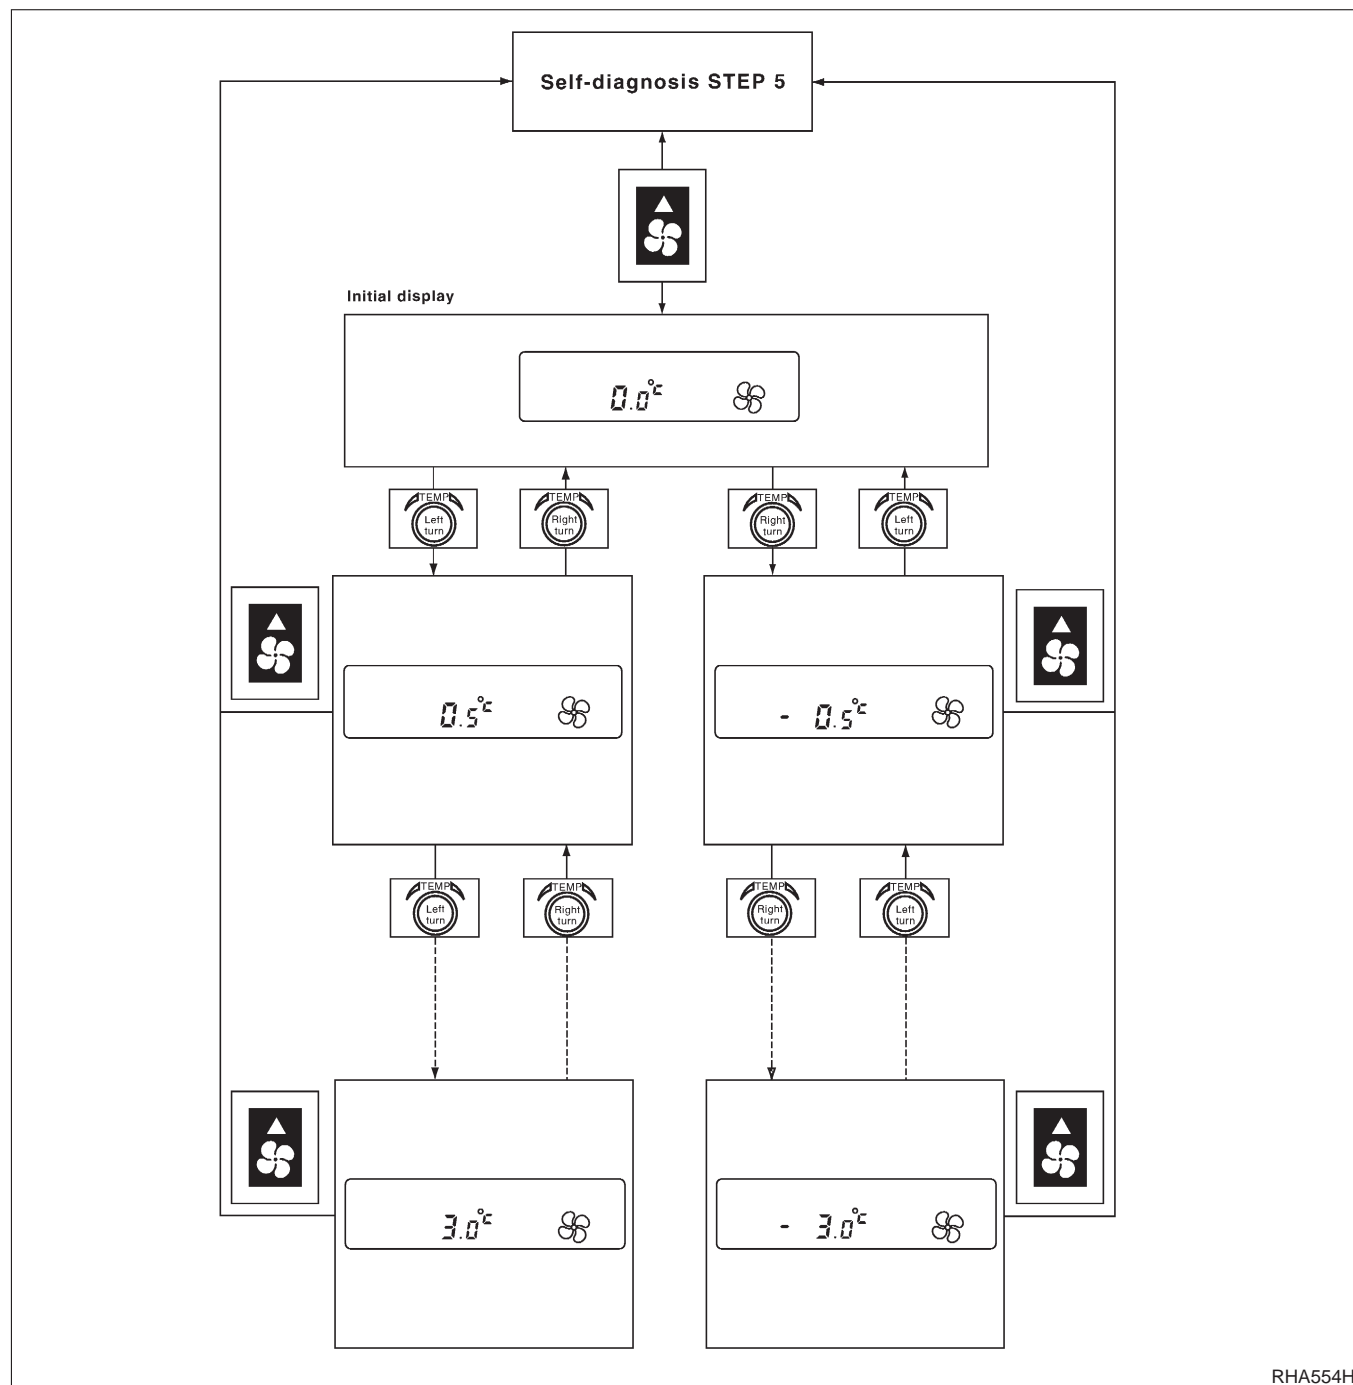 Self-diagnosis STEP 5
Initial display
0.0°C
TEMP
Left
turn
TEMP
Right
turn
TEMP
Right
turn
TEMP
Left
turn
0.5°C
- 0.5°C
TEMP
Left
turn
TEMP
Right
turn
TEMP
Right
turn
TEMP
Left
turn
3.0°C
- 3.0°C
RHA554H